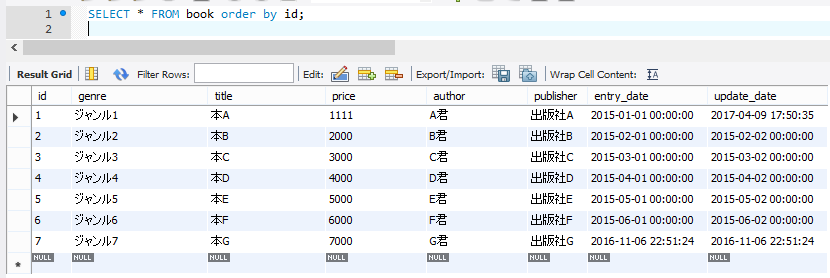 1 SELECT * FROM book order by id;
2
Result Grid Filter Rows: Edit: Export/Import: Wrap Cell Content:
id genre title price author publisher entry_date update_date
1 ジャンル1 本A 1111 A君 出版社A 2015-01-01 00:00:00 2017-04-09 17:50:35
2 ジャンル2 本B 2000 B君 出版社B 2015-02-01 00:00:00 2015-02-02 00:00:00
3 ジャンル3 本C 3000 C君 出版社C 2015-03-01 00:00:00 2015-03-02 00:00:00
4 ジャンル4 本D 4000 D君 出版社D 2015-04-01 00:00:00 2015-04-02 00:00:00
5 ジャンル5 本E 5000 E君 出版社E 2015-05-01 00:00:00 2015-05-02 00:00:00
6 ジャンル6 本F 6000 F君 出版社F 2015-06-01 00:00:00 2015-06-02 00:00:00
7 ジャンル7 本G 7000 G君 出版社G 2016-11-06 22:51:24 2016-11-06 22:51:24
NULL NULL NULL NULL NULL NULL NULL NULL